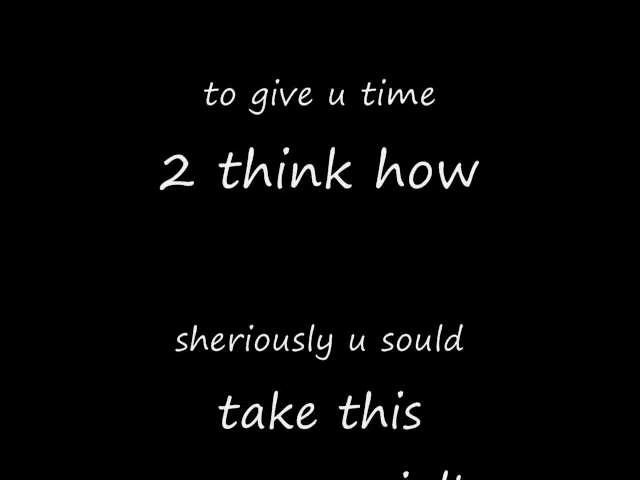 to give u time
2 think how
sheriously u sould
take this